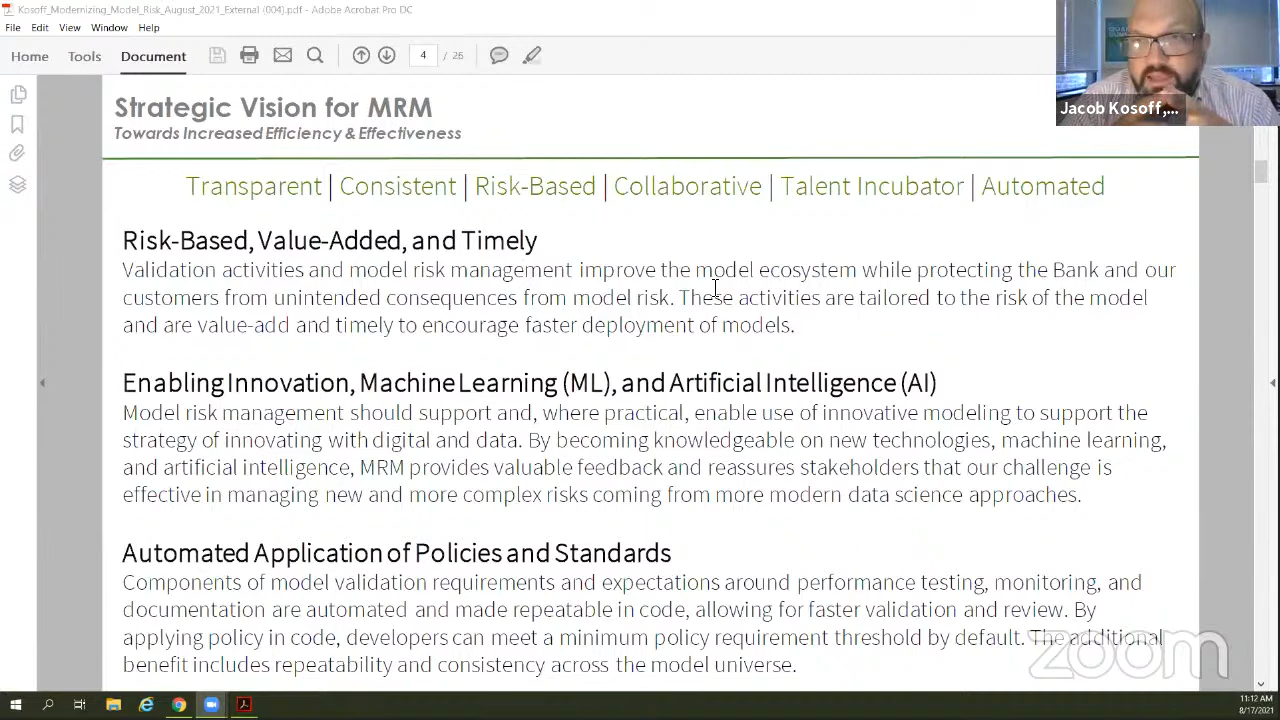 Kosoff_Modernizing_Model_Risk_August_2021_External (004).pdf - Adobe Acrobat Pro DC
File Edit View Window Help
Home Tools Document 4 / 26
Jacob Kosoff,...
Strategic Vision for MRM
Towards Increased Efficiency & Effectiveness
Transparent | Consistent | Risk-Based | Collaborative | Talent Incubator | Automated
Risk-Based, Value-Added, and Timely
Validation activities and model risk management improve the model ecosystem while protecting the Bank and our
customers from unintended consequences from model risk. These activities are tailored to the risk of the model
and are value-add and timely to encourage faster deployment of models.
Enabling Innovation, Machine Learning (ML), and Artificial Intelligence (AI)
Model risk management should support and, where practical, enable use of innovative modeling to support the
strategy of innovating with digital and data. By becoming knowledgeable on new technologies, machine learning,
and artificial intelligence, MRM provides valuable feedback and reassures stakeholders that our challenge is
effective in managing new and more complex risks coming from more modern data science approaches.
Automated Application of Policies and Standards
Components of model validation requirements and expectations around performance testing, monitoring, and
documentation are automated and made repeatable in code, allowing for faster validation and review. By
applying policy in code, developers can meet a minimum policy requirement threshold by default. The additional
benefit includes repeatability and consistency across the model universe.
zoom
11:12 AM
8/17/2021